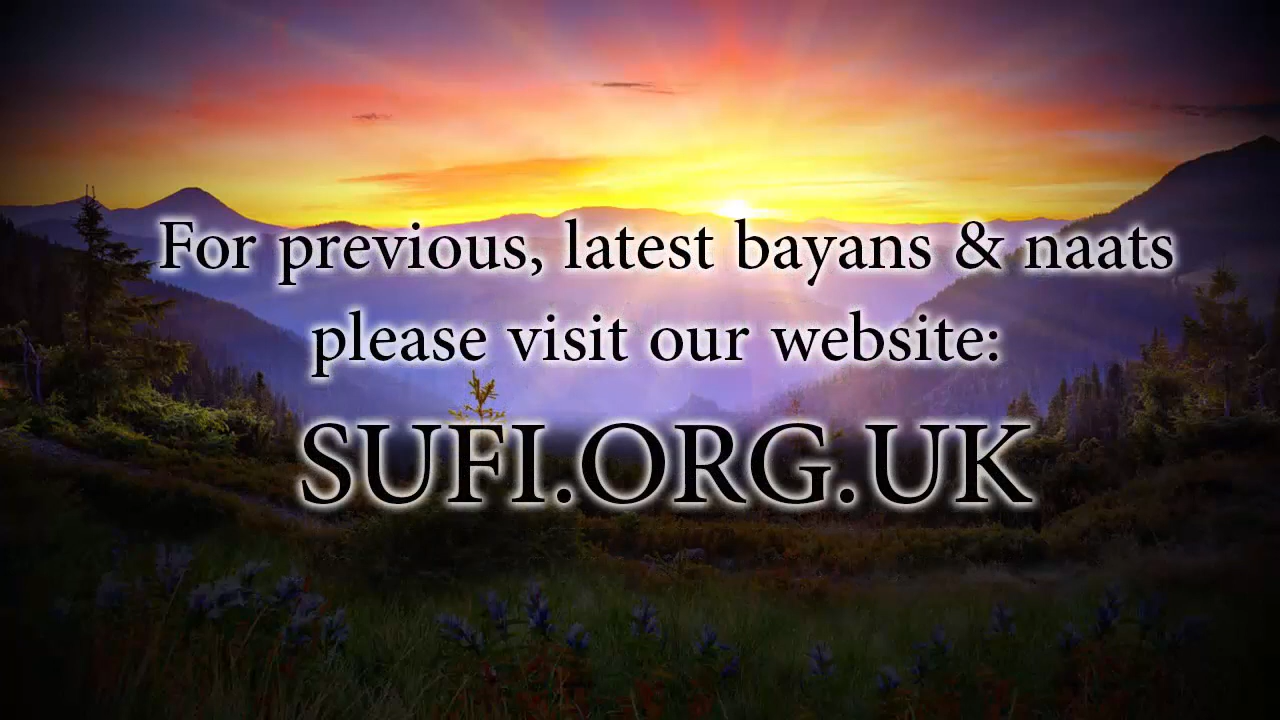 For previous, latest bayans & naats
please visit our website:
SUFI.ORG.UK